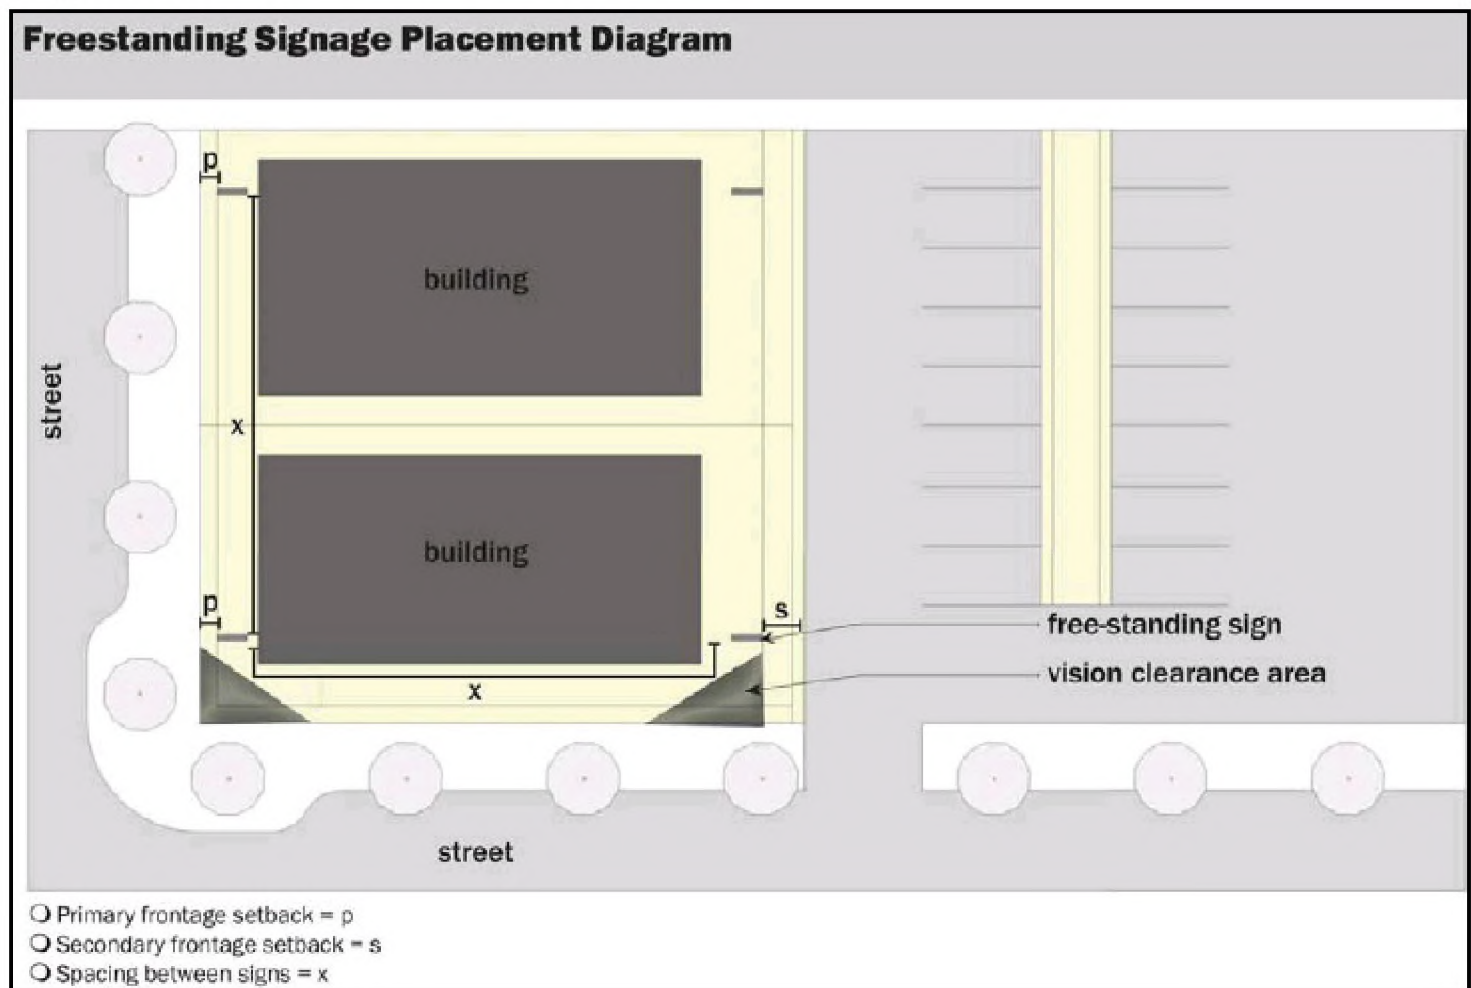 Freestanding Signage Placement Diagram
p
building
street
x
building
p
s
free-standing sign
vision clearance area
x
street
Primary frontage setback = p
Secondary frontage setback = s
Spacing between signs = x